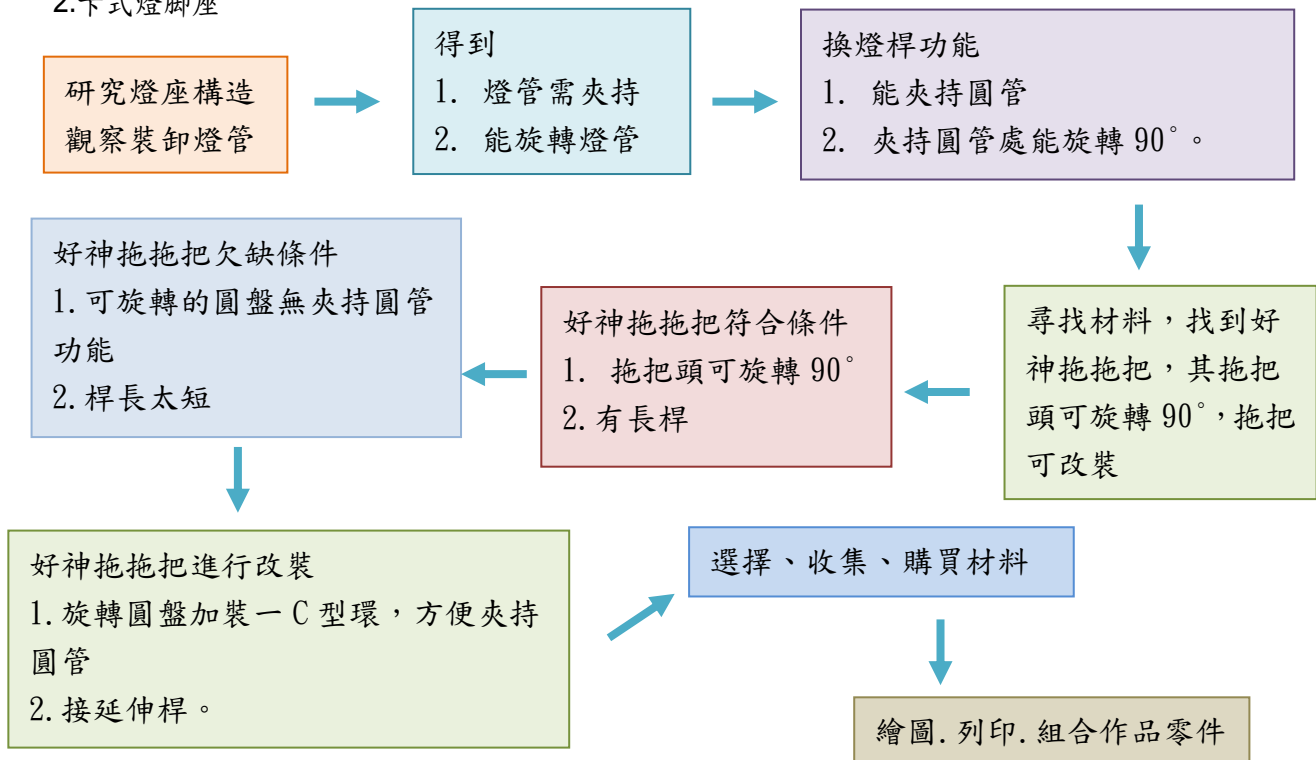 2.卡式燈腳座
研究燈座構造
觀察裝卸燈管
得到
1. 燈管需夾持
2. 能旋轉燈管
換燈桿功能
1. 能夾持圓管
2. 夾持圓管處能旋轉 90°。
尋找材料，找到好
神拖拖把，其拖把
頭可旋轉 90°，拖把
可改裝
好神拖拖把符合條件
1. 拖把頭可旋轉 90°
2.有長桿
好神拖拖把欠缺條件
1.可旋轉的圓盤無夾持圓管
功能
2.桿長太短
好神拖拖把進行改裝
1.旋轉圓盤加裝一 C 型環，方便夾持
圓管
2.接延伸桿。
選擇、收集、購買材料
繪圖.列印.組合作品零件